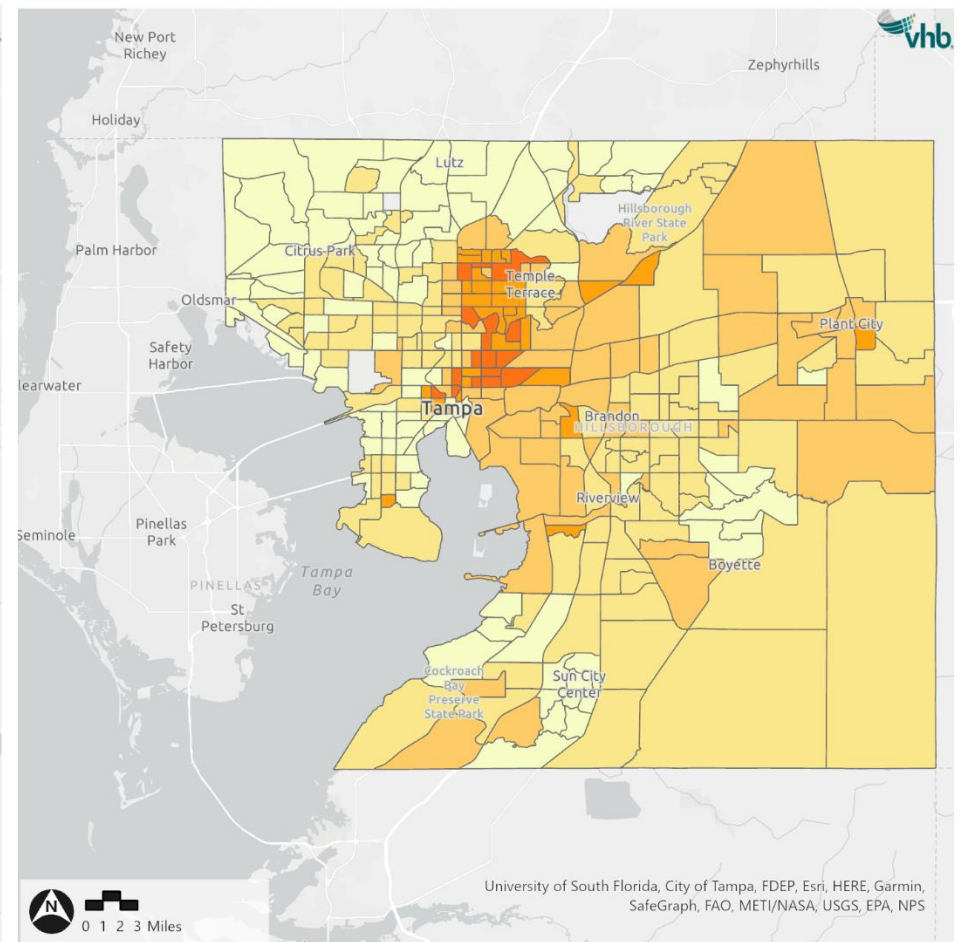 vhb
New Port
Richey
Zephyrhills
Holiday
Lutz
Hillsborough
River State
Park
Palm Harbor
Citrus Park
Temple
Terrace
Oldsmar
Plant City
Safety
Harbor
learwater
Tampa
Brandon
HILLSBOROUGH
Riverview
Seminole
Pinellas
Park
Boyette
Tampa
Bay
PINELLAS
St
Petersburg
Cockroach
Bay
Preserve
State Park
Sun City
Center
N
0 1 2 3 Miles
University of South Florida, City of Tampa, FDEP, Esri, HERE, Garmin,
SafeGraph, FAO, METI/NASA, USGS, EPA, NPS